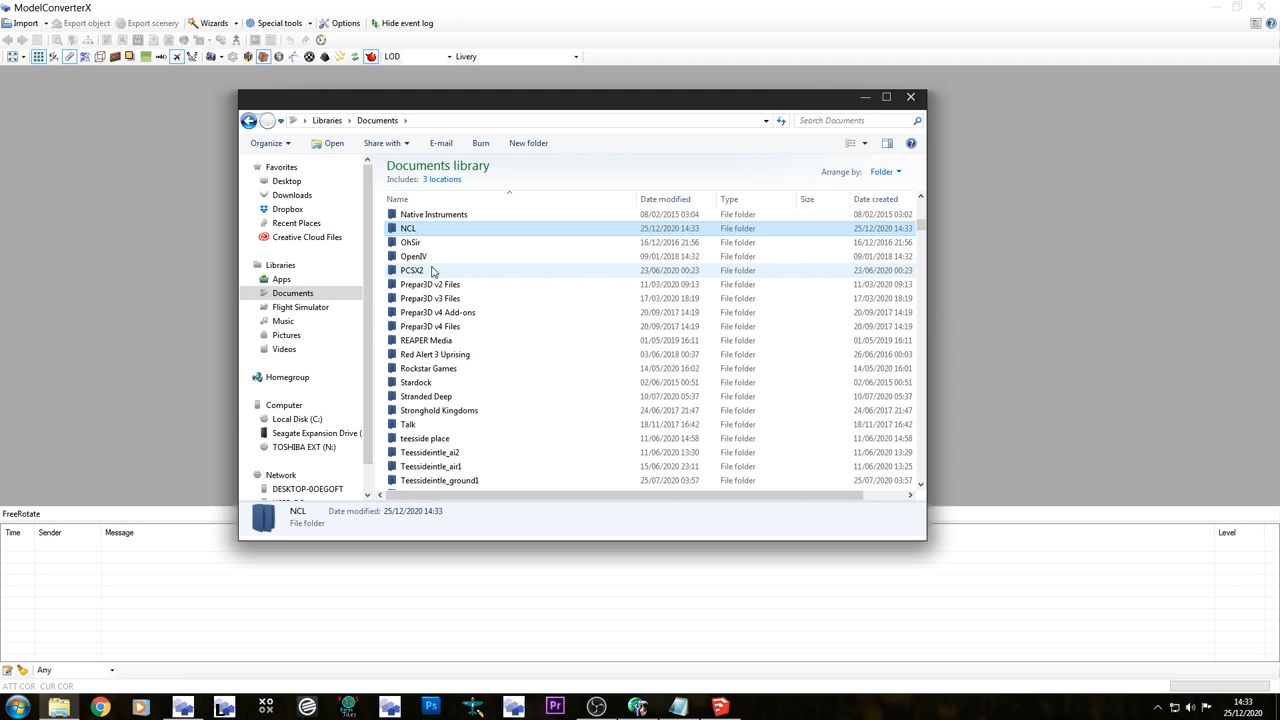 ModelConverterX
Import Export object Export scenery Wizards Special tools Options Hide event log
LOD Livery
Libraries Documents Search Documents
Organize Open Share with E-mail Burn New folder
Favorites
Desktop
Downloads
Dropbox
Recent Places
Creative Cloud Files
Libraries
Apps
Documents
Flight Simulator
Music
Pictures
Videos
Homegroup
Computer
Local Disk (C:)
Seagate Expansion Drive (
TOSHIBA EXT (N:)
Network
DESKTOP-0OEGOFT
Documents library
Includes: 3 locations
Arrange by: Folder
Name Date modified Type Size Date created
Native Instruments 08/02/2015 03:04 File folder 08/02/2015 03:02
NCL 25/12/2020 14:33 File folder 25/12/2020 14:33
OhSir 16/12/2016 21:56 File folder 16/12/2016 21:56
OpenIV 09/01/2018 14:32 File folder 09/01/2018 14:32
PCSX2 23/06/2020 00:23 File folder 23/06/2020 00:23
Prepar3D v2 Files 11/03/2020 09:13 File folder 11/03/2020 09:13
Prepar3D v3 Files 17/03/2020 18:19 File folder 17/03/2020 18:19
Prepar3D v4 Add-ons 20/09/2017 14:19 File folder 20/09/2017 14:19
Prepar3D v4 Files 20/09/2017 14:19 File folder 20/09/2017 14:19
REAPER Media 01/05/2019 16:11 File folder 01/05/2019 16:11
Red Alert 3 Uprising 03/06/2018 00:37 File folder 26/06/2016 00:03
Rockstar Games 14/05/2020 16:02 File folder 14/05/2020 16:01
Stardock 02/06/2015 00:51 File folder 02/06/2015 00:51
Stranded Deep 10/07/2020 05:37 File folder 10/07/2020 05:37
Stronghold Kingdoms 24/06/2017 21:47 File folder 24/06/2017 21:47
Talk 18/11/2017 16:42 File folder 18/11/2017 16:42
teesside place 11/06/2020 14:58 File folder 11/06/2020 14:58
Teessideintle_ai2 11/06/2020 13:30 File folder 11/06/2020 13:29
Teessideintle_air1 15/06/2020 23:11 File folder 11/06/2020 13:25
Teessideintle_ground1 25/07/2020 03:57 File folder 25/07/2020 03:57
NCL Date modified: 25/12/2020 14:33
File folder
FreeRotate
Time Sender Message Level
Any
ATT COR CUR COR
14:33
25/12/2020